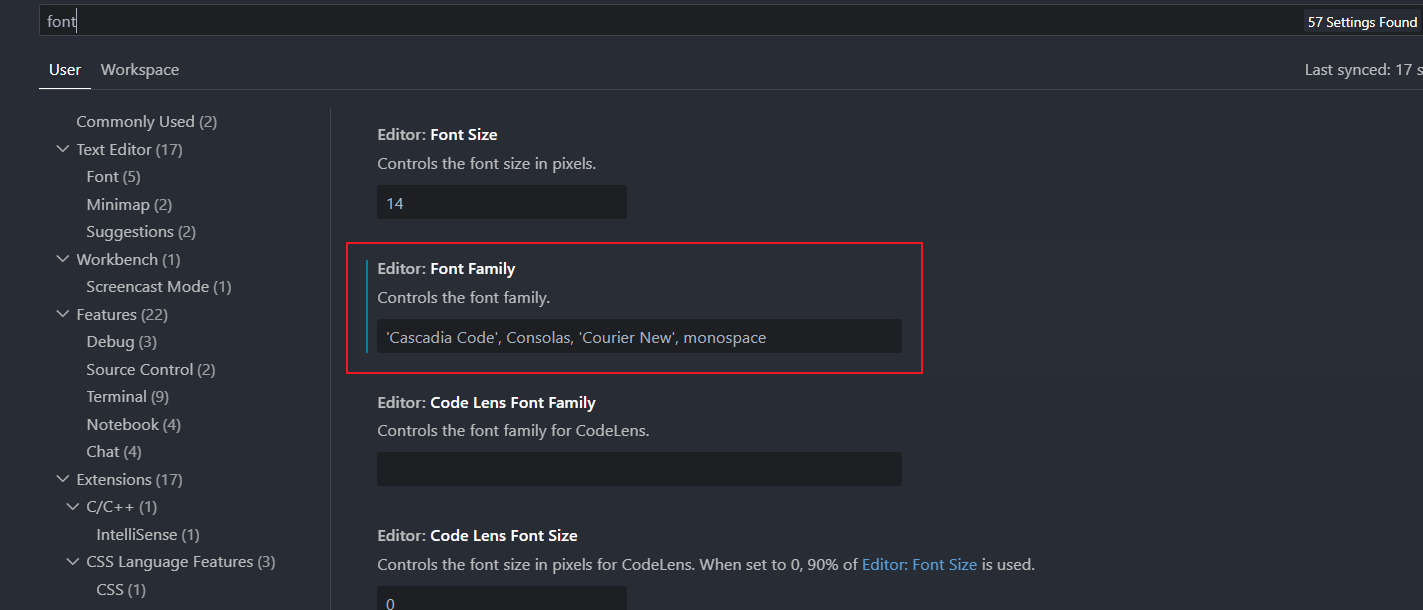 font
57 Settings Found
User Workspace
Last synced: 17 s
Commonly Used (2)
Text Editor (17)
Font (5)
Minimap (2)
Suggestions (2)
Workbench (1)
Screencast Mode (1)
Features (22)
Debug (3)
Source Control (2)
Terminal (9)
Notebook (4)
Chat (4)
Extensions (17)
C/C++ (1)
IntelliSense (1)
CSS Language Features (3)
CSS (1)
Editor: Font Size
Controls the font size in pixels.
14
Editor: Font Family
Controls the font family.
'Cascadia Code', Consolas, 'Courier New', monospace
Editor: Code Lens Font Family
Controls the font family for CodeLens.
Editor: Code Lens Font Size
Controls the font size in pixels for CodeLens. When set to 0, 90% of Editor: Font Size is used.
0